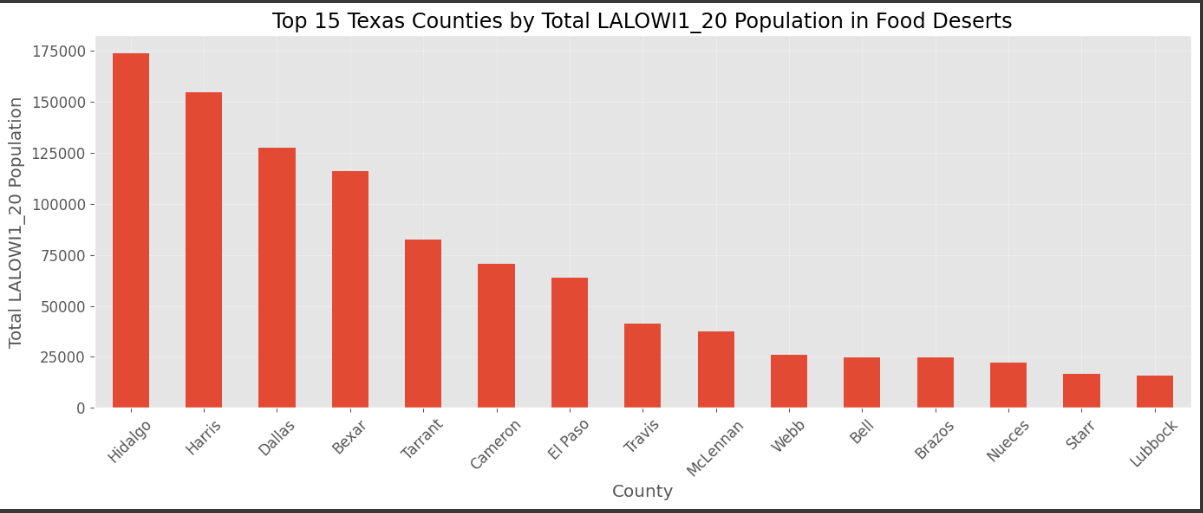 Top 15 Texas Counties by Total LALOWI1_20 Population in Food Deserts
Total LALOWI1_20 Population
175000
150000
125000
100000
75000
50000
25000
0
Hidalgo
Harris
Dallas
Bexar
Tarrant
Cameron
El Paso
Travis
McLennan
Webb
Bell
Brazos
Nueces
Starr
Lubbock
County